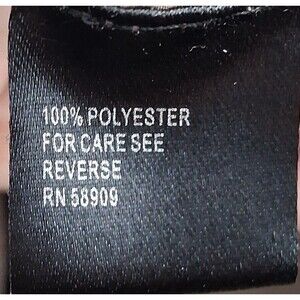 100% POLYESTER
FOR CARE SEE
REVERSE
RN 58909